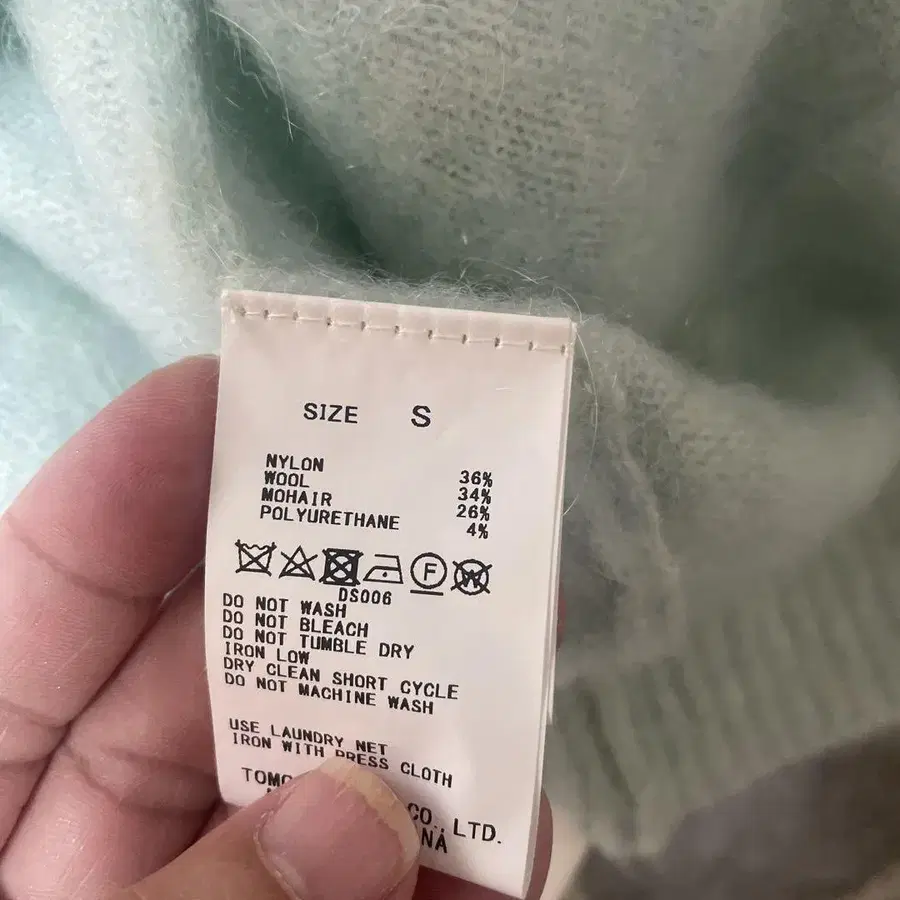 SIZE S
NYLON 36%
WOOL 34%
MOHAIR 26%
POLYURETHANE 4%
F W
DS006
DO NOT WASH
DO NOT BLEACH
DO NOT TUMBLE DRY
IRON LOW
DRY CLEAN SHORT CYCLE
DO NOT MACHINE WASH
USE LAUNDRY NET
IRON WITH PRESS CLOTH
CO., LTD.